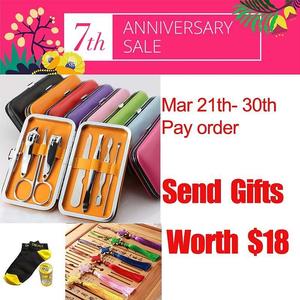 7th
ANNIVERSARY
SALE
Mar 21th- 30th
Pay order
Send Gifts
Worth $18